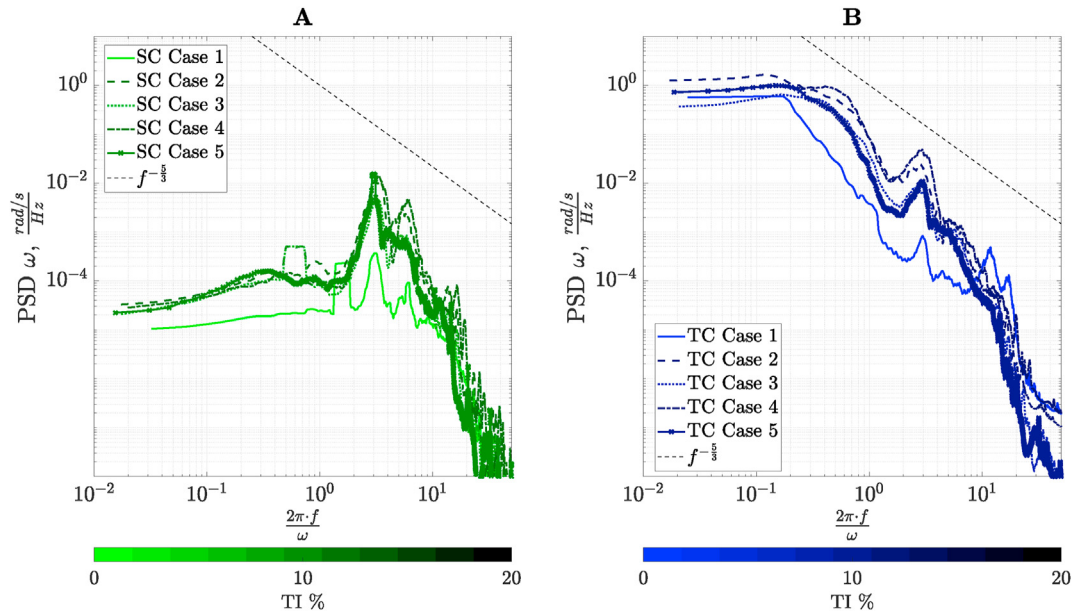 A
PSD ω, rad/s / Hz
10^0
10^-2
10^-4
SC Case 1
SC Case 2
SC Case 3
SC Case 4
SC Case 5
f^-5/3
10^-2 10^-1 10^0 10^1
2π·f / ω
0 10 20
TI %
B
PSD ω, rad/s / Hz
10^0
10^-2
10^-4
TC Case 1
TC Case 2
TC Case 3
TC Case 4
TC Case 5
f^-5/3
10^-2 10^-1 10^0 10^1
2π·f / ω
0 10 20
TI %